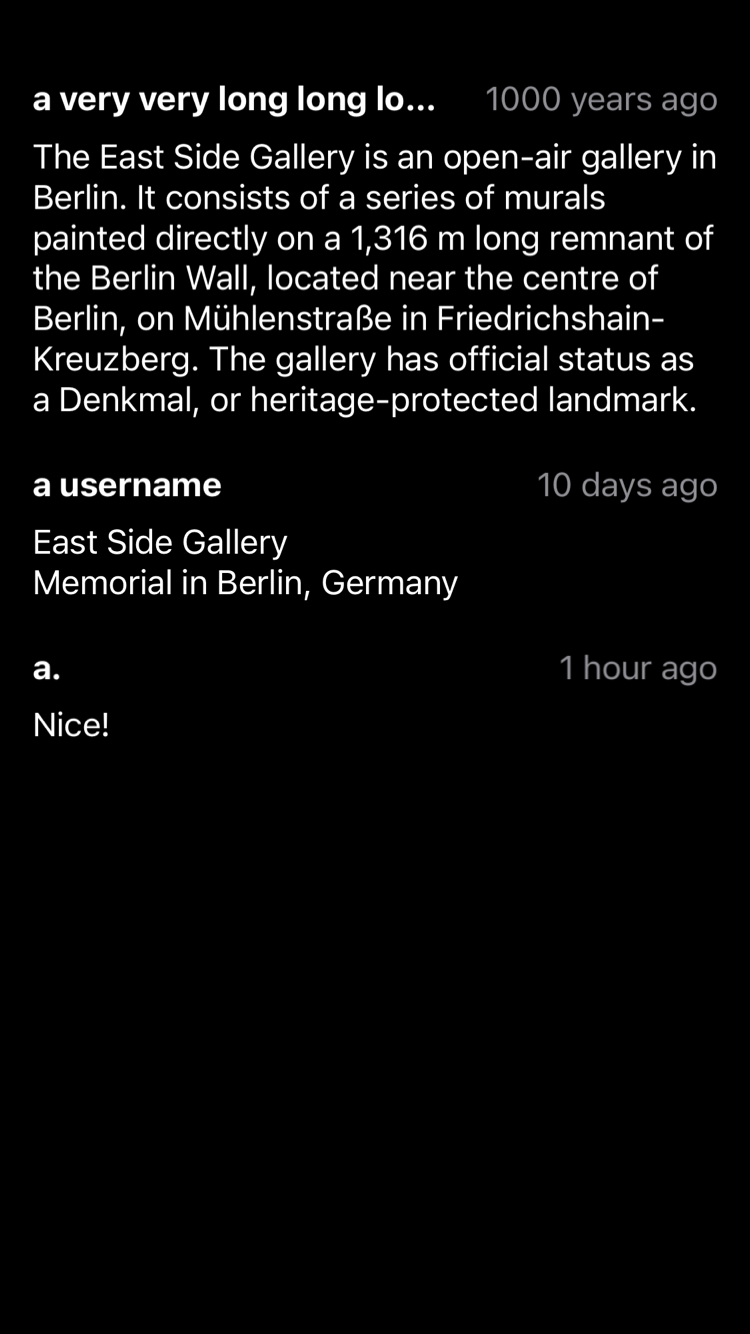 a very very long long lo... 1000 years ago
The East Side Gallery is an open-air gallery in
Berlin. It consists of a series of murals
painted directly on a 1,316 m long remnant of
the Berlin Wall, located near the centre of
Berlin, on Mühlenstraße in Friedrichshain-
Kreuzberg. The gallery has official status as
a Denkmal, or heritage-protected landmark.
a username 10 days ago
East Side Gallery
Memorial in Berlin, Germany
a. 1 hour ago
Nice!